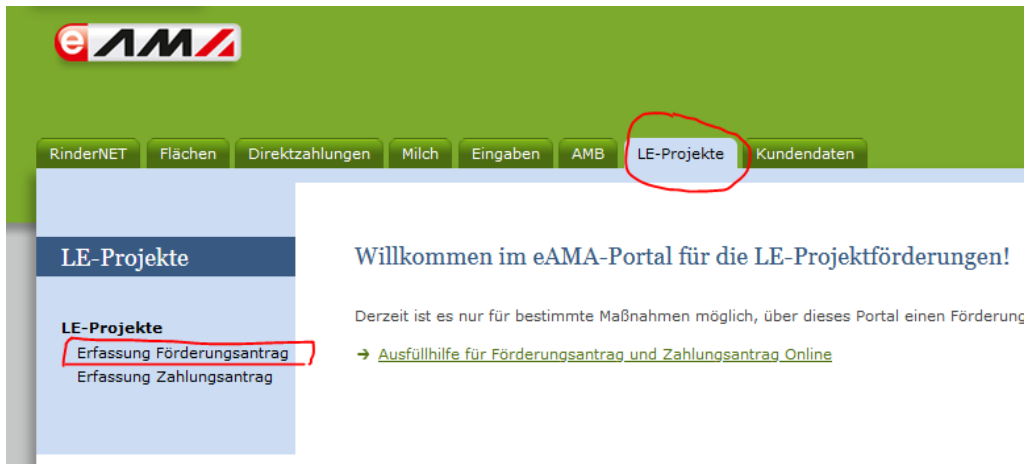 eAMA
RinderNET Flächen Direktzahlungen Milch Eingaben AMB LE-Projekte Kundendaten
LE-Projekte
LE-Projekte
Erfassung Förderungsantrag
Erfassung Zahlungsantrag
Willkommen im eAMA-Portal für die LE-Projektförderungen!
Derzeit ist es nur für bestimmte Maßnahmen möglich, über dieses Portal einen Förderung
→ Ausfüllhilfe für Förderungsantrag und Zahlungsantrag Online